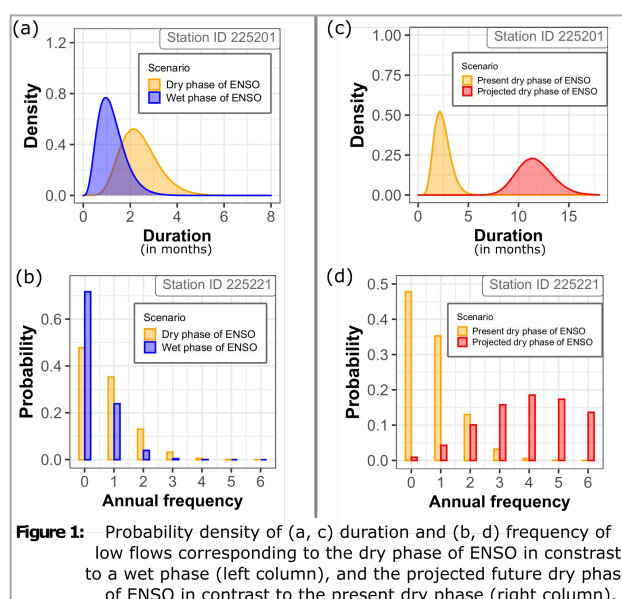 (a)
Station ID 225201
1.2
0.8
0.4
0.0
Density
Scenario
Dry phase of ENSO
Wet phase of ENSO
0 2 4 6 8
Duration
(in months)
(b)
Station ID 225221
0.6
0.4
0.2
0.0
Probability
Scenario
Dry phase of ENSO
Wet phase of ENSO
0 1 2 3 4 5 6
Annual frequency
(c)
Station ID 225201
1.00
0.75
0.50
0.25
0.00
Density
Scenario
Present dry phase of ENSO
Projected dry phase of ENSO
0 5 10 15
Duration
(in months)
(d)
Station ID 225221
0.5
0.4
0.3
0.2
0.1
0.0
Probability
Scenario
Present dry phase of ENSO
Projected dry phase of ENSO
0 1 2 3 4 5 6
Annual frequency
Figure 1: Probability density of (a, c) duration and (b, d) frequency of
low flows corresponding to the dry phase of ENSO in constrast
to a wet phase (left column), and the projected future dry phase
of ENSO in contrast to the present dry phase (right column).